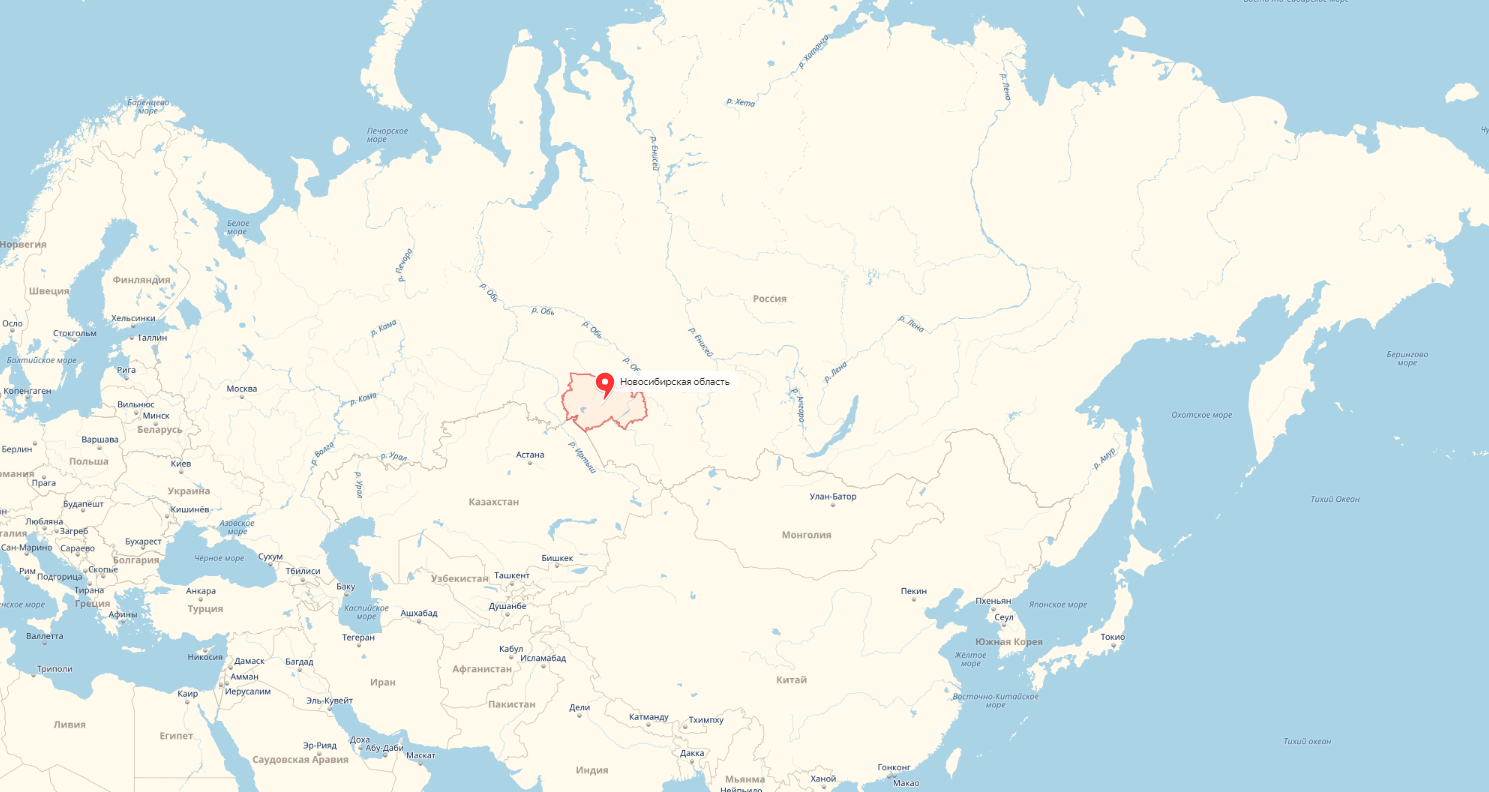 Восточно-Сибирское море
Баренцево
море
Печорское
море
р. Хатанга
р. Хета
р. Лена
р. Енисей
Белое
море
Норвегия
Швеция
Финляндия
р. Печора
р. Обь
р. Обь
р. Обь
Россия
Осло
Стокгольм
Хельсинки
Таллин
р. Кама
р. Енисей
р. Лена
Балтийское море
Рига
Москва
Новосибирская область
р. Лена
Берингово
море
Копенгаген
Вильнюс
Минск
Беларусь
р. Кама
р. Ангара
Охотское море
Берлин
Варшава
Польша
Прага
Киев
Украина
р. Волга
р. Урал
р. Урал
Астана
р. Иртыш
р. Амур
Казахстан
Улан-Батор
Монголия
Тихий Океан
Будапешт
Кишинёв
Любляна
Загреб
Азовское
море
Сан-Марино
Сараево
Бухарест
Болгария
Чёрное море
Сухум
Тбилиси
Баку
Рим
Подгорица
Скопье
Тирана
Греция
Афины
Анкара
Турция
Каспийское
море
Узбекистан
Ташкент
Бишкек
Ашхабад
Душанбе
Пекин
Пхеньян
Сеул
Японское море
Южная Корея
Токио
Жёлтое
море
Валлетта
Триполи
Никосия
Дамаск
Амман
Иерусалим
Багдад
Тегеран
Кабул
Исламабад
Афганистан
Иран
Пакистан
Китай
Восточно-Китайское
море
Каир
Эль-Кувейт
Дели
Катманду
Тхимпху
Ливия
Египет
Эр-Рияд
Доха
Абу-Даби
Маскат
Саудовская Аравия
Индия
Дакка
Мьянма
Нейпьидо
Ханой
Гонконг
Макао
Тихий океан